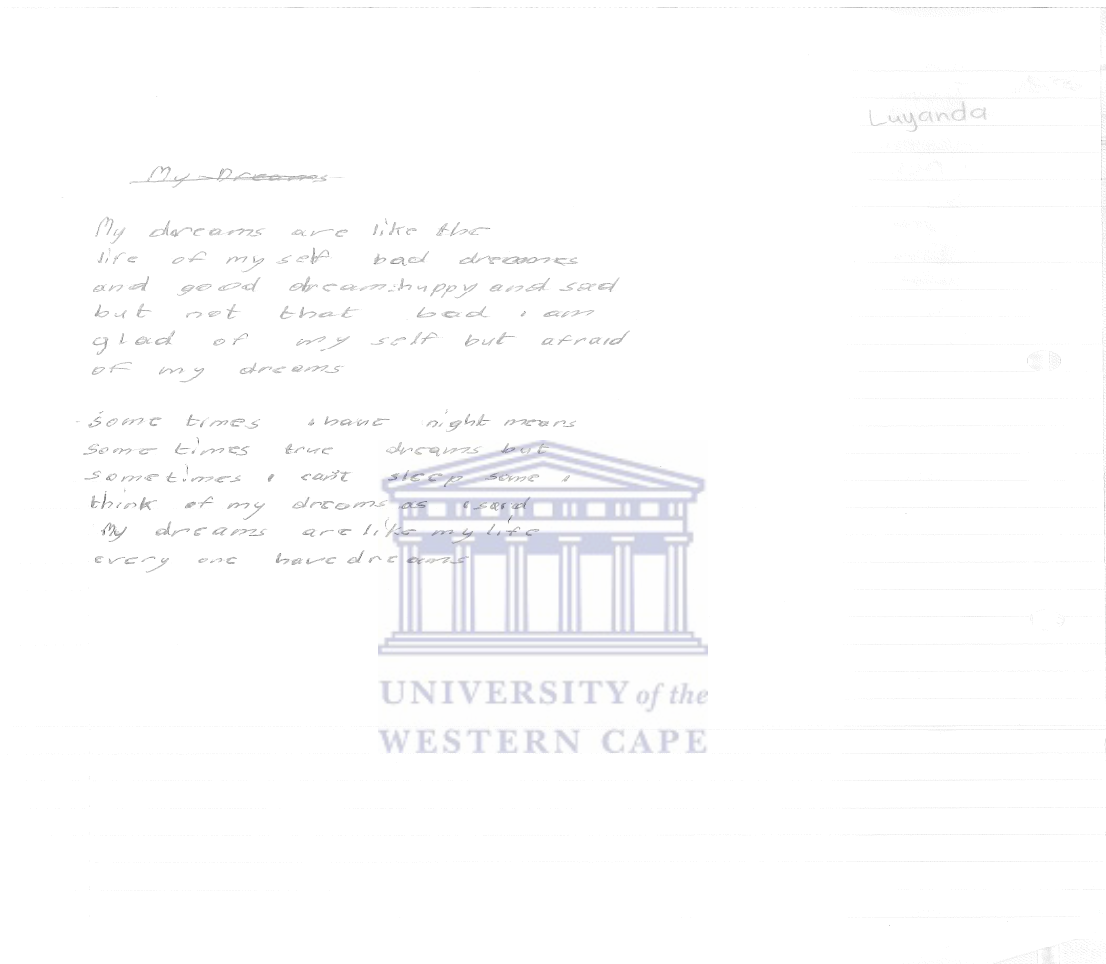 Luyanda
My Dreams
My dreams are like the
life of my self bad dreames
and good dream:huppy and sad
but not that bad i am
glad of my self but afraid
of my dreams
some times i have night mears
some times true dreams but
sometimes i can't sleep some i
think of my dreams as i said
My dreams are like my life
every one have dreams
UNIVERSITY of the
WESTERN CAPE